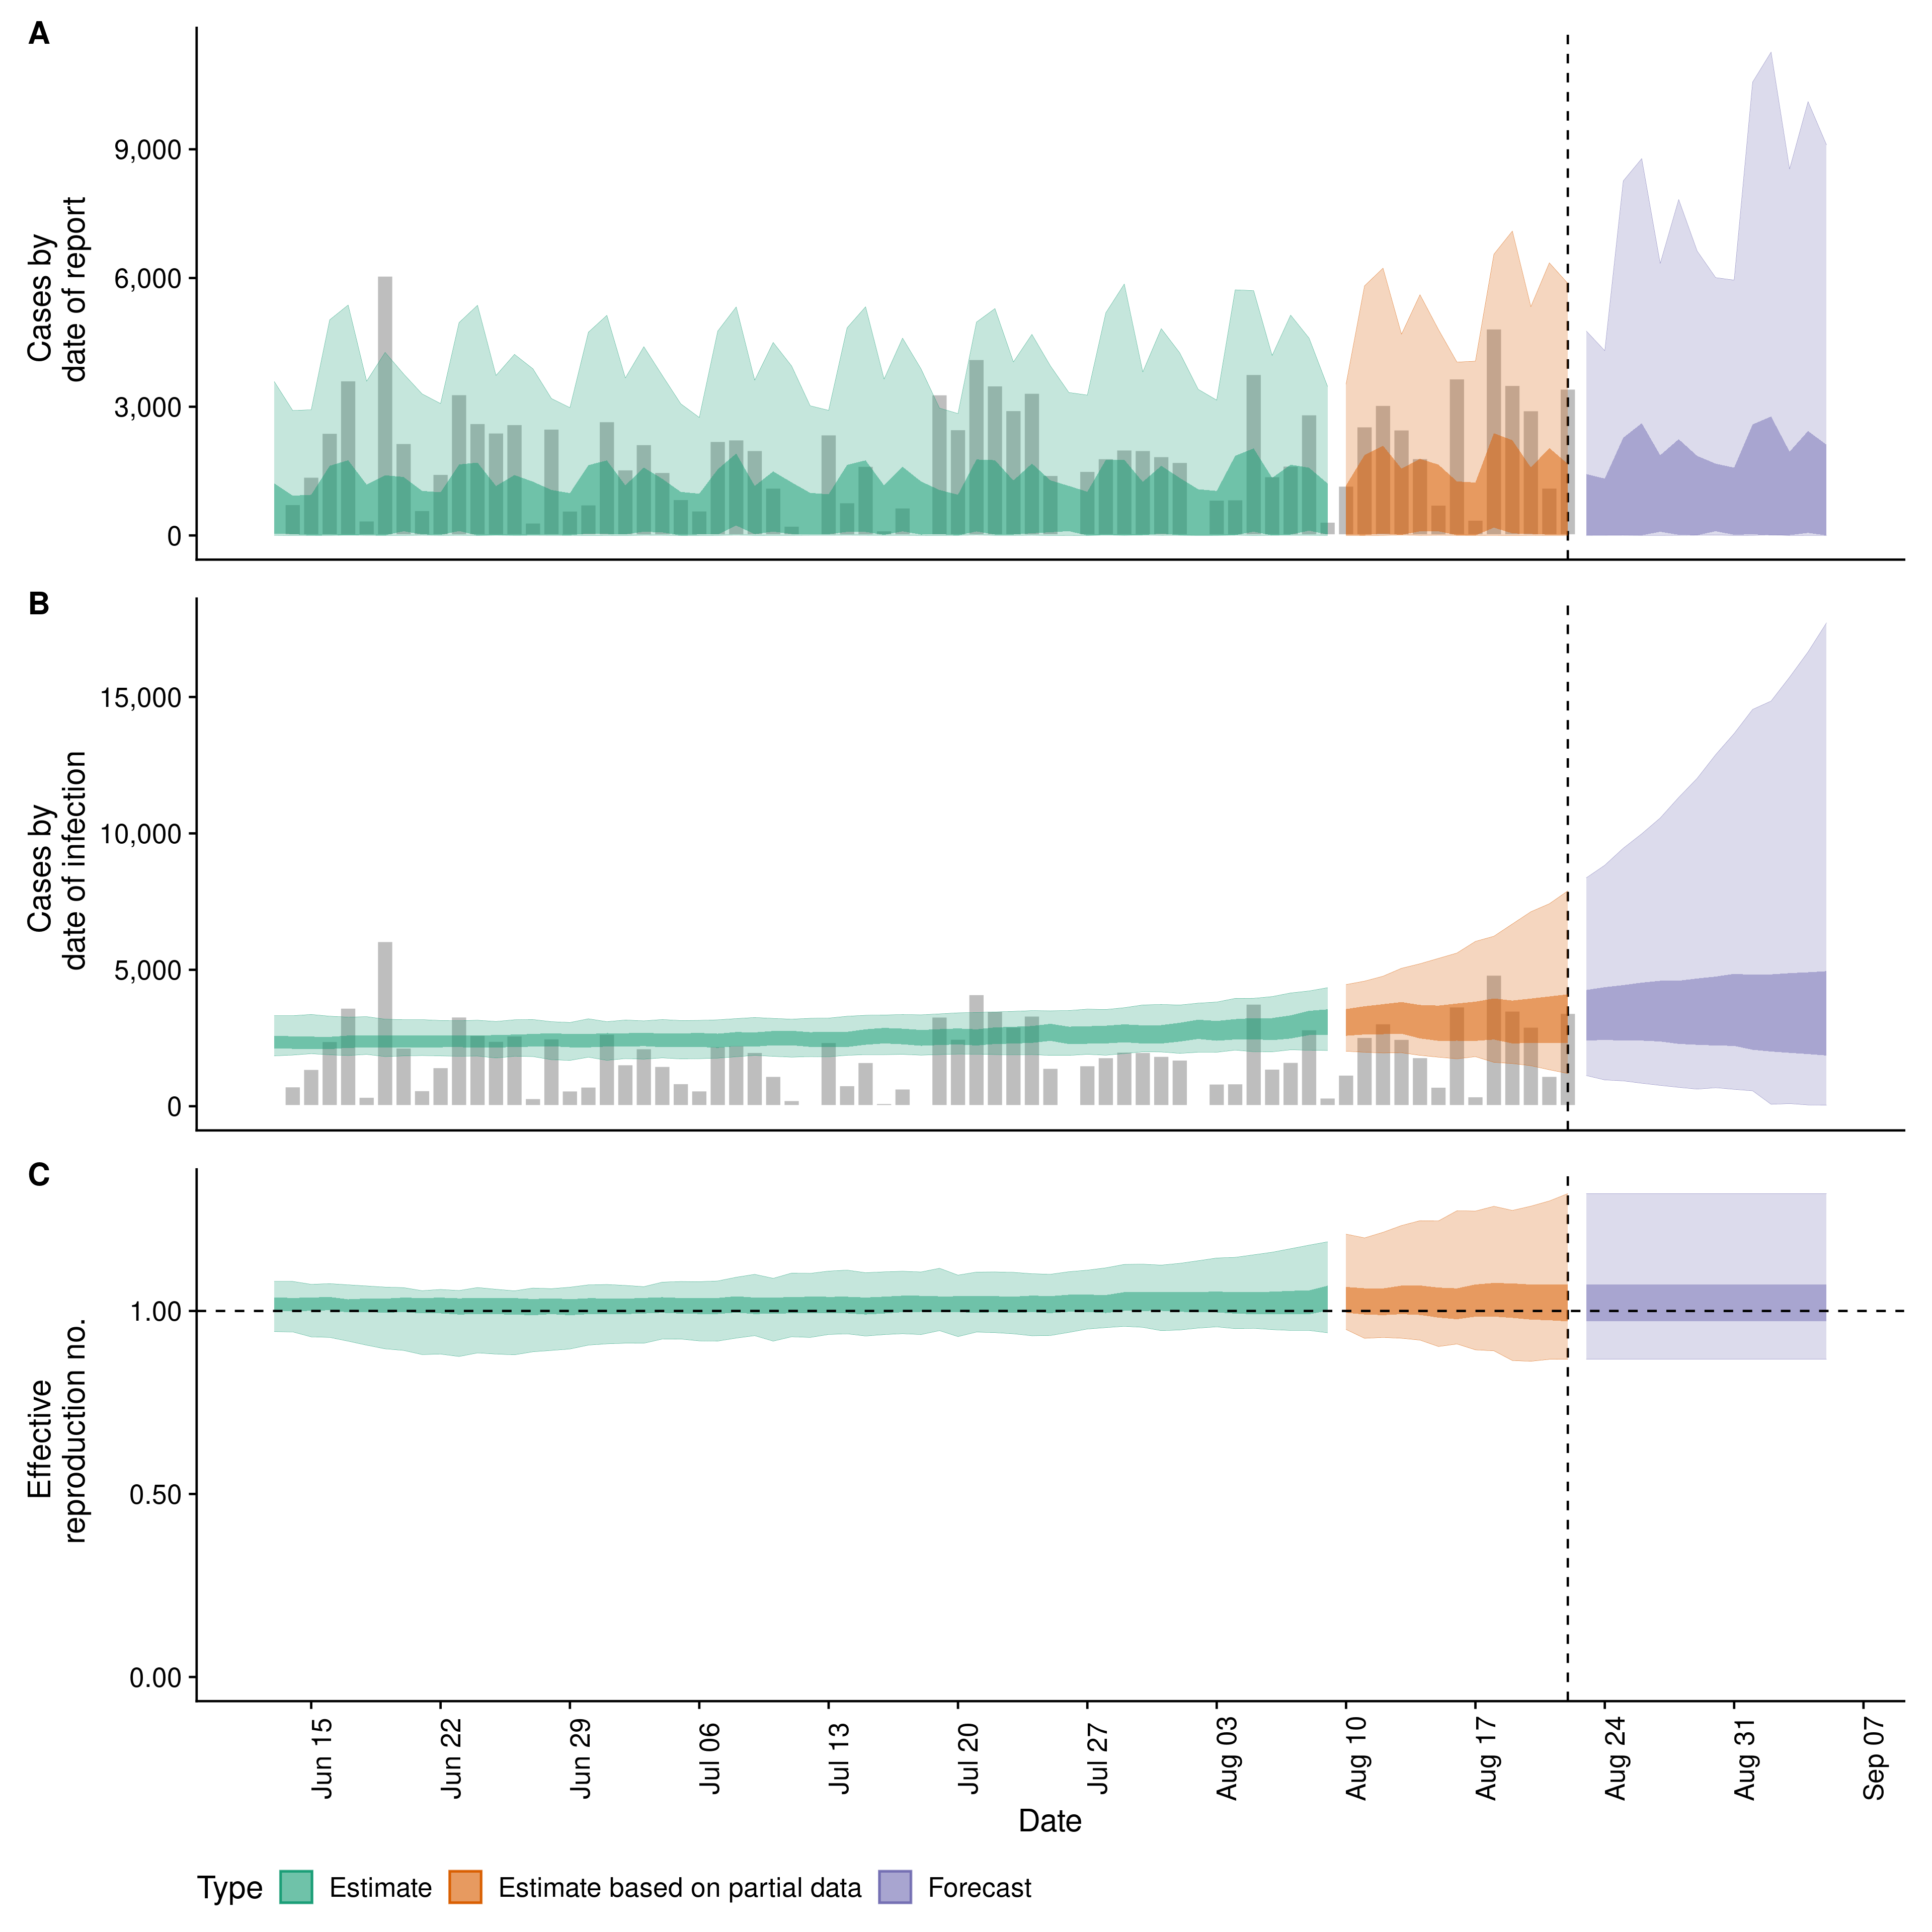 A
Cases by
date of report
9,000
6,000
3,000
0
B
Cases by
date of infection
15,000
10,000
5,000
0
C
Effective
reproduction no.
1.00
0.50
0.00
Jun 15
Jun 22
Jun 29
Jul 06
Jul 13
Jul 20
Jul 27
Aug 03
Aug 10
Aug 17
Aug 24
Aug 31
Sep 07
Date
Type Estimate Estimate based on partial data Forecast